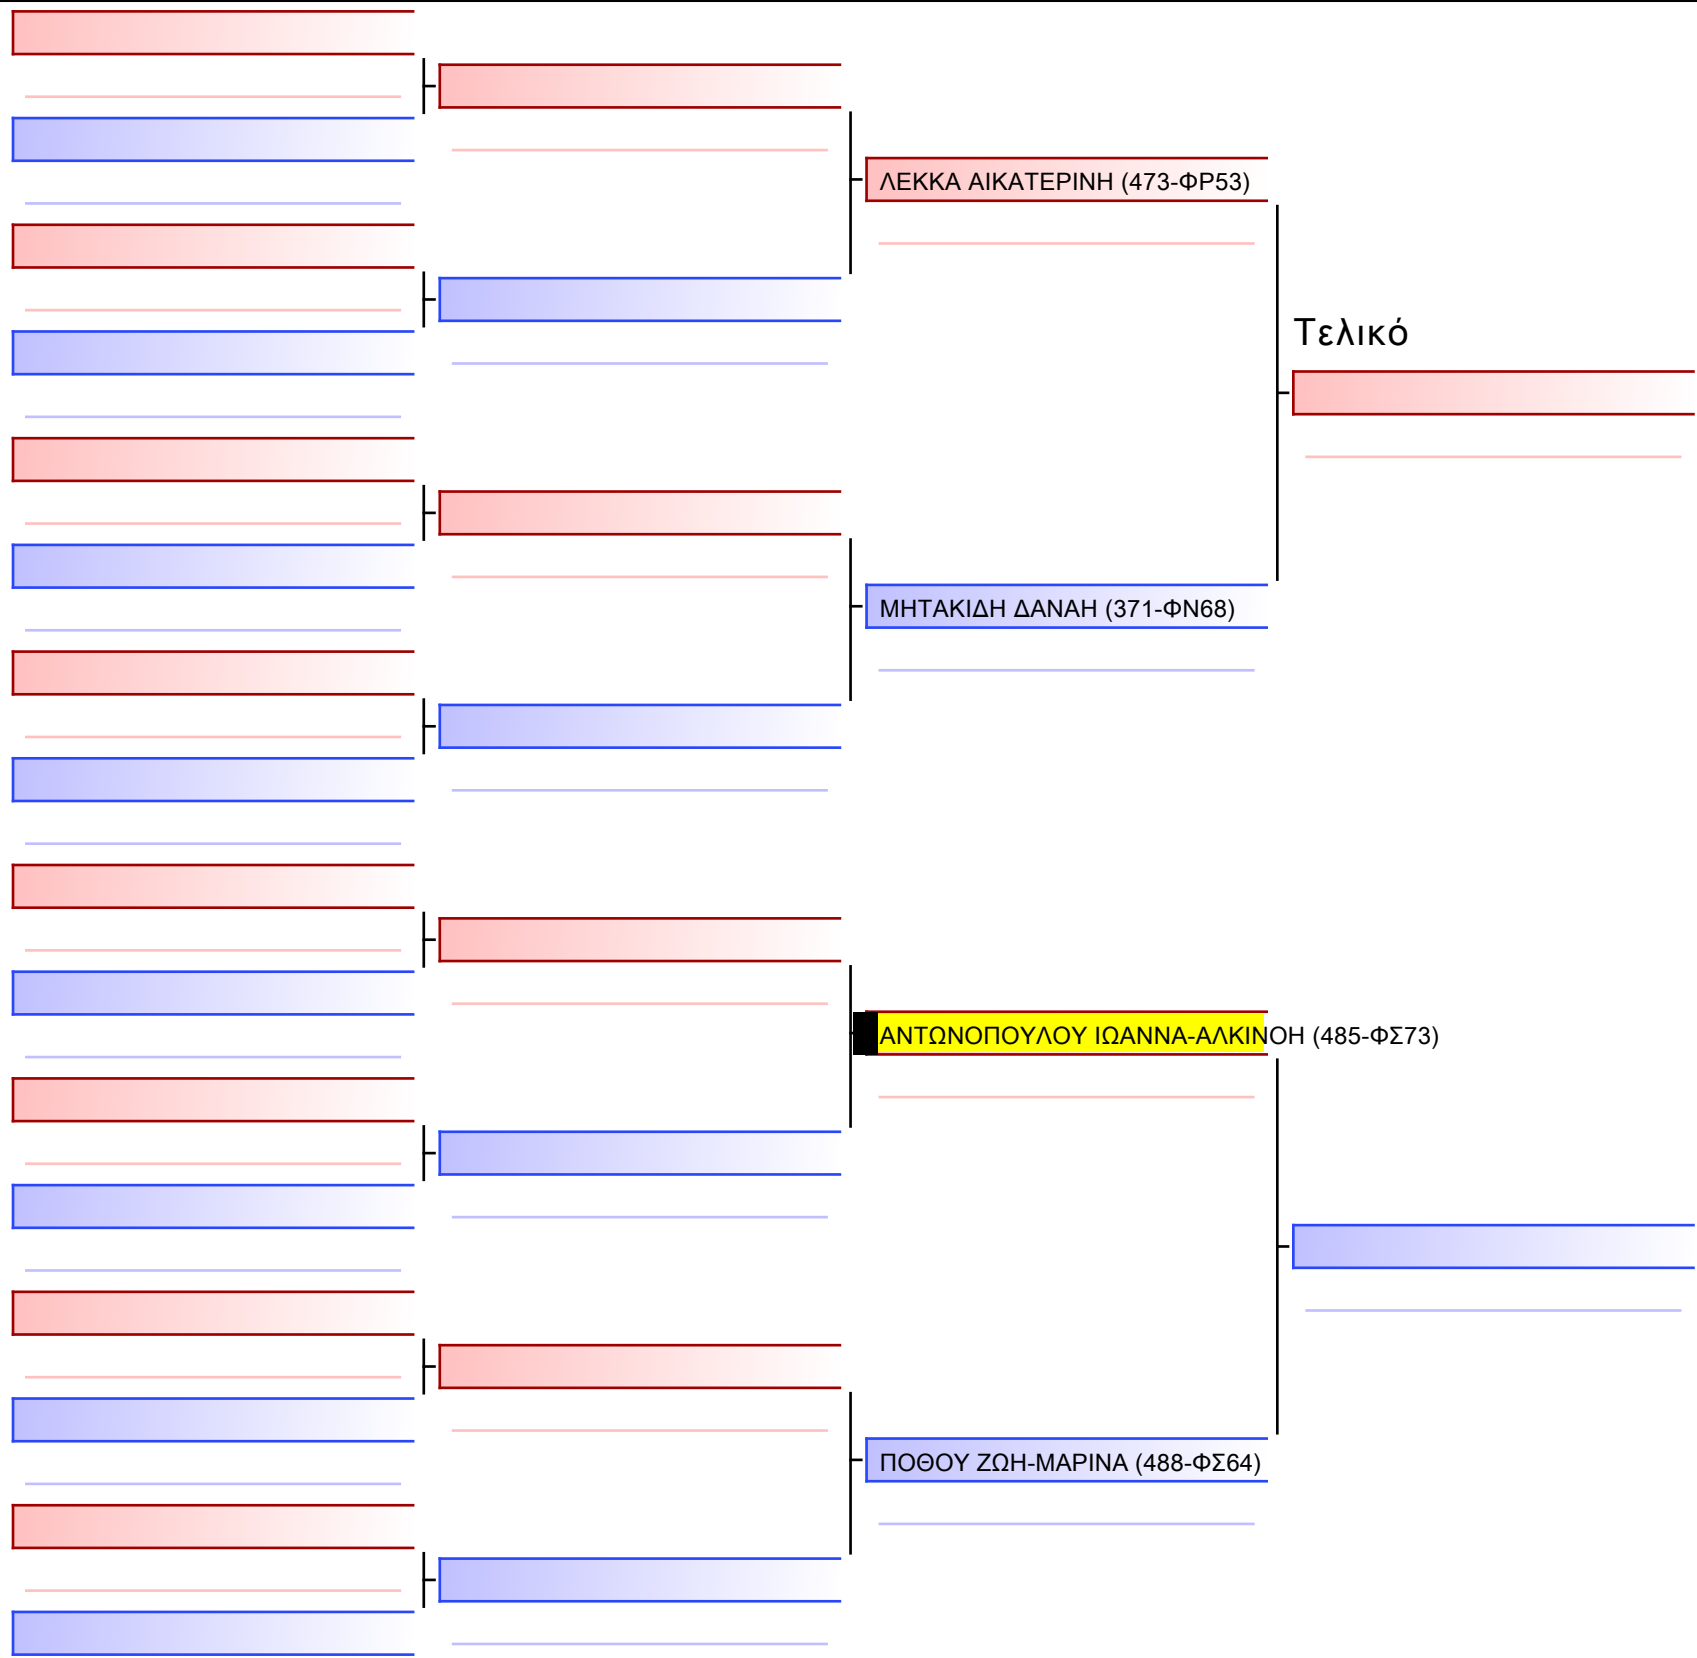 ΛΕΚΚΑ ΑΙΚΑΤΕΡΙΝΗ (473-ΦΡ53)
Τελικό
ΜΗΤΑΚΙΔΗ ΔΑΝΑΗ (371-ΦΝ68)
ΑΝΤΩΝΟΠΟΥΛΟΥ ΙΩΑΝΝΑ-ΑΛΚΙΝΟΗ (485-ΦΣ73)
ΠΟΘΟΥ ΖΩΗ-ΜΑΡΙΝΑ (488-ΦΣ64)